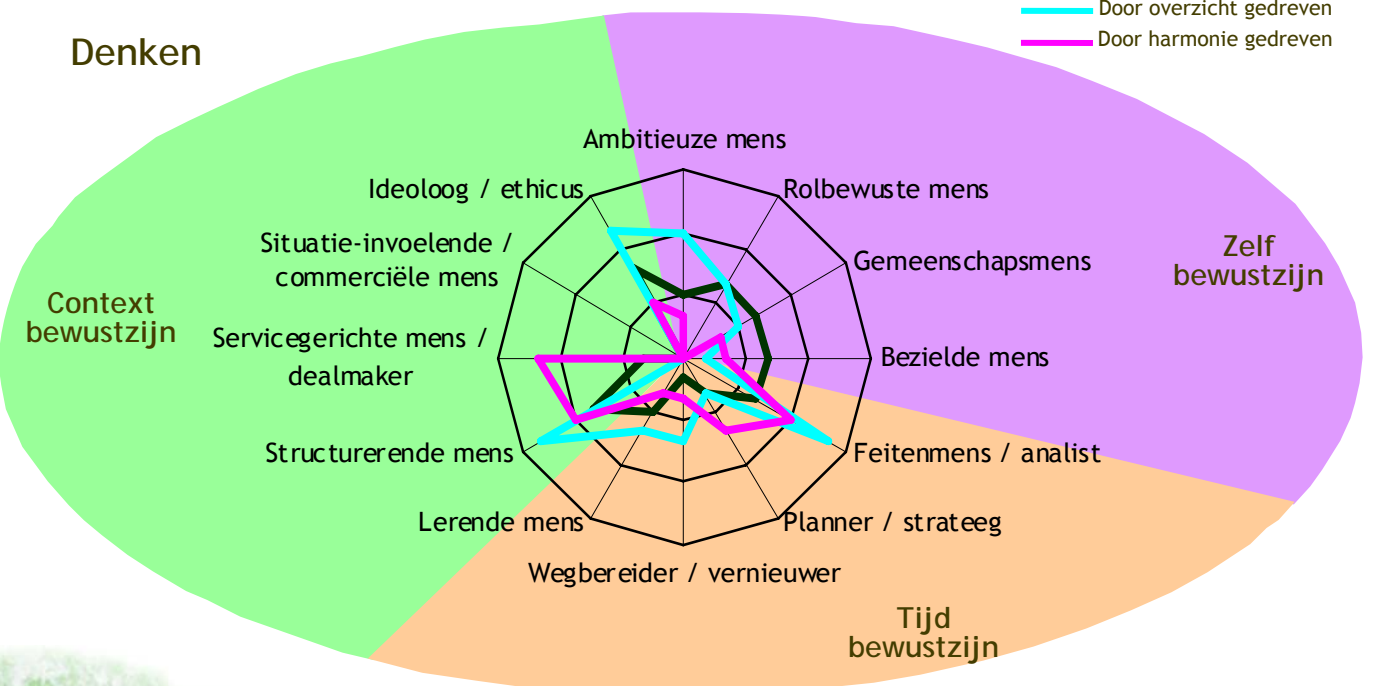 Door overzicht gedreven
Door harmonie gedreven
Denken
Ambitieuze mens
Ideoloog / ethicus
Rolbewuste mens
Situatie-invoelende /
commerciële mens
Gemeenschapsmens
Zelf
bewustzijn
Context
bewustzijn
Servicegerichte mens /
dealmaker
Bezielde mens
Structurerende mens
Feitenmens / analist
Lerende mens
Planner / strateeg
Wegbereider / vernieuwer
Tijd
bewustzijn